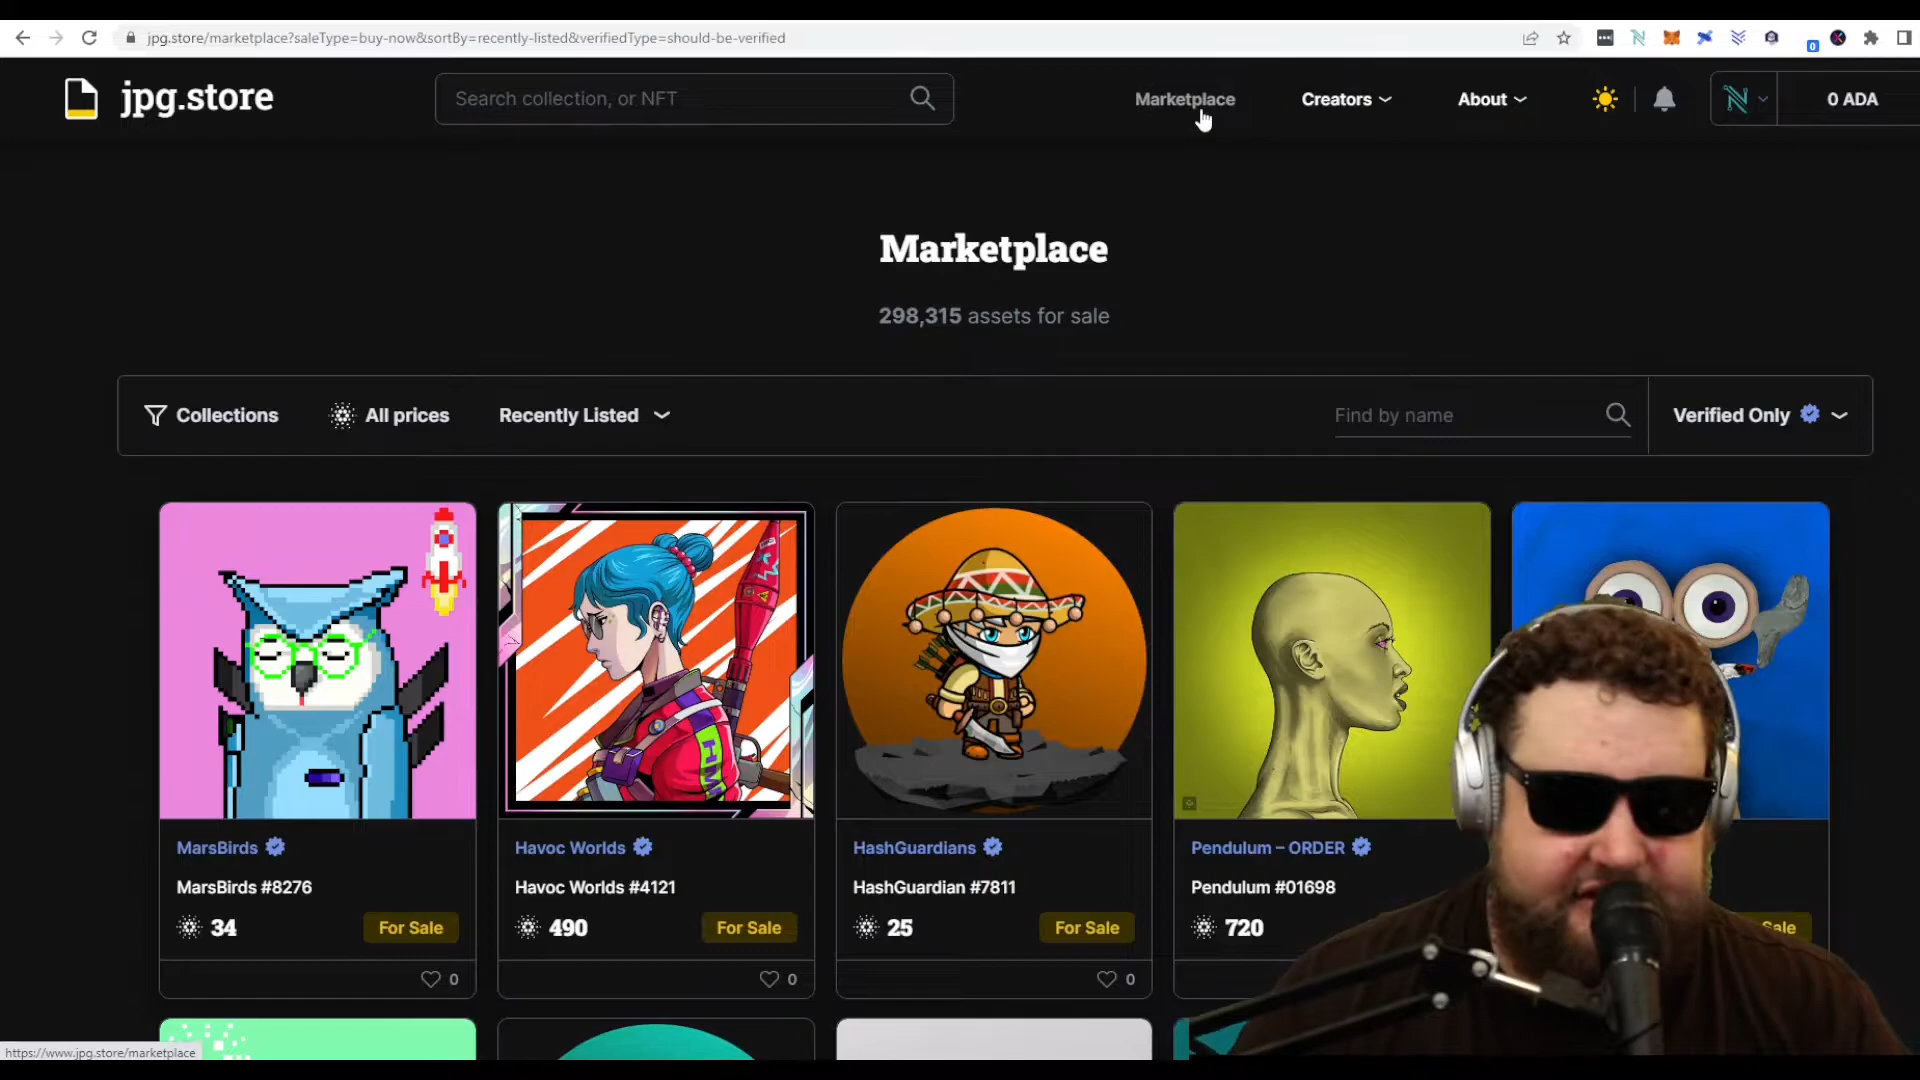 jpg.store/marketplace?saleType=buy-now&sortBy=recently-listed&verifiedType=should-be-verified
0
jpg.store
Search collection, or NFT
Marketplace
Creators
About
0 ADA
Marketplace
298,315 assets for sale
Collections
All prices
Recently Listed
Find by name
Verified Only
HM
MarsBirds
Havoc Worlds
HashGuardians
Pendulum – ORDER
MarsBirds #8276
Havoc Worlds #4121
HashGuardian #7811
Pendulum #01698
34
For Sale
490
For Sale
25
For Sale
720
Sale
0
0
0
https://www.jpg.store/marketplace